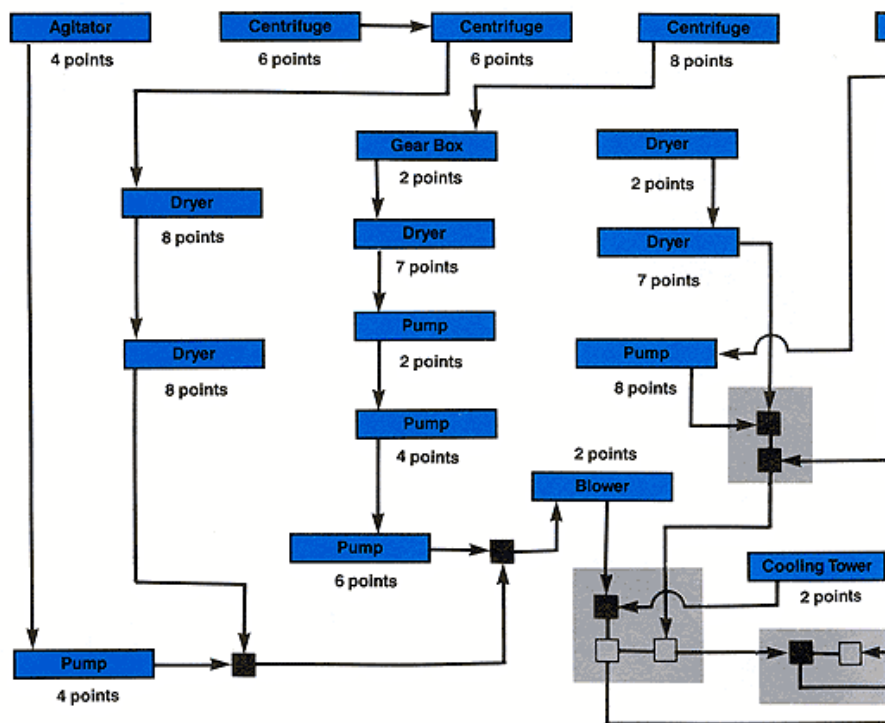 Agitator
4 points
Centrifuge
6 points
Centrifuge
6 points
Centrifuge
8 points
Gear Box
2 points
Dryer
2 points
Dryer
8 points
Dryer
7 points
Dryer
7 points
Pump
2 points
Dryer
8 points
Pump
8 points
Pump
4 points
2 points
Blower
Pump
6 points
Cooling Tower
2 points
Pump
4 points